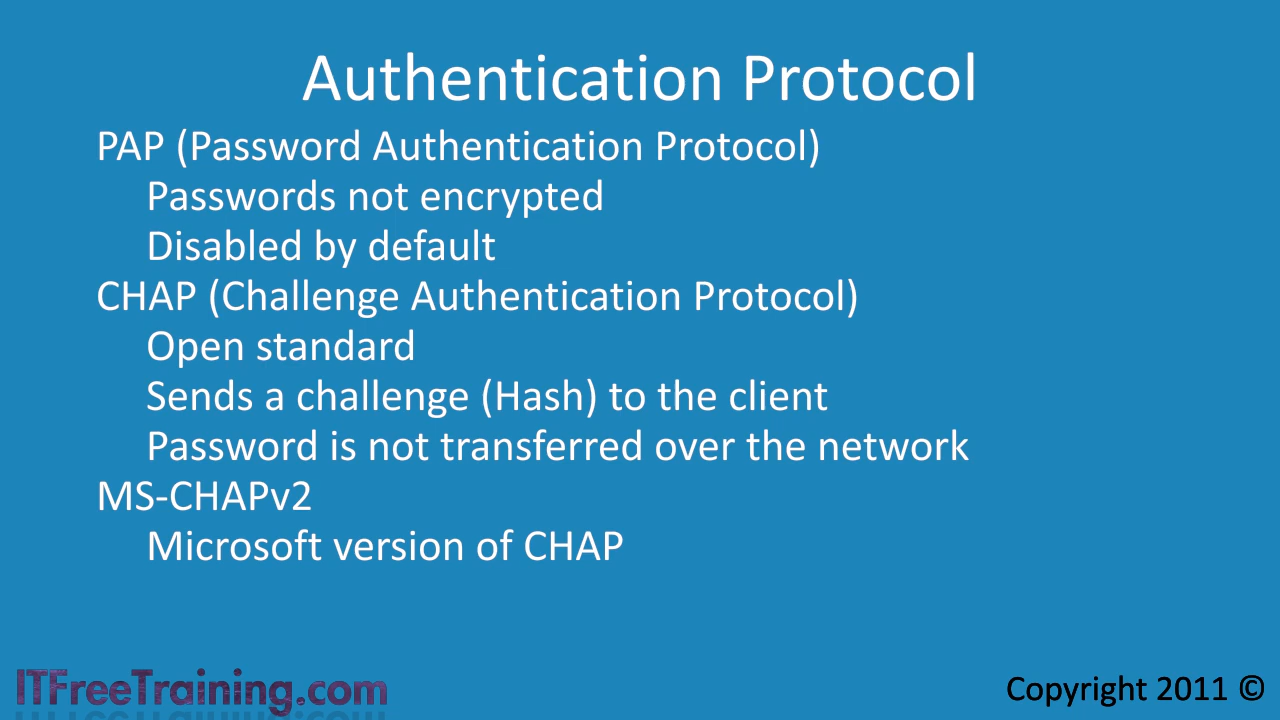 Authentication Protocol
PAP (Password Authentication Protocol)
Passwords not encrypted
Disabled by default
CHAP (Challenge Authentication Protocol)
Open standard
Sends a challenge (Hash) to the client
Password is not transferred over the network
MS-CHAPv2
Microsoft version of CHAP
ITFreeTraining.com
Copyright 2011 ©